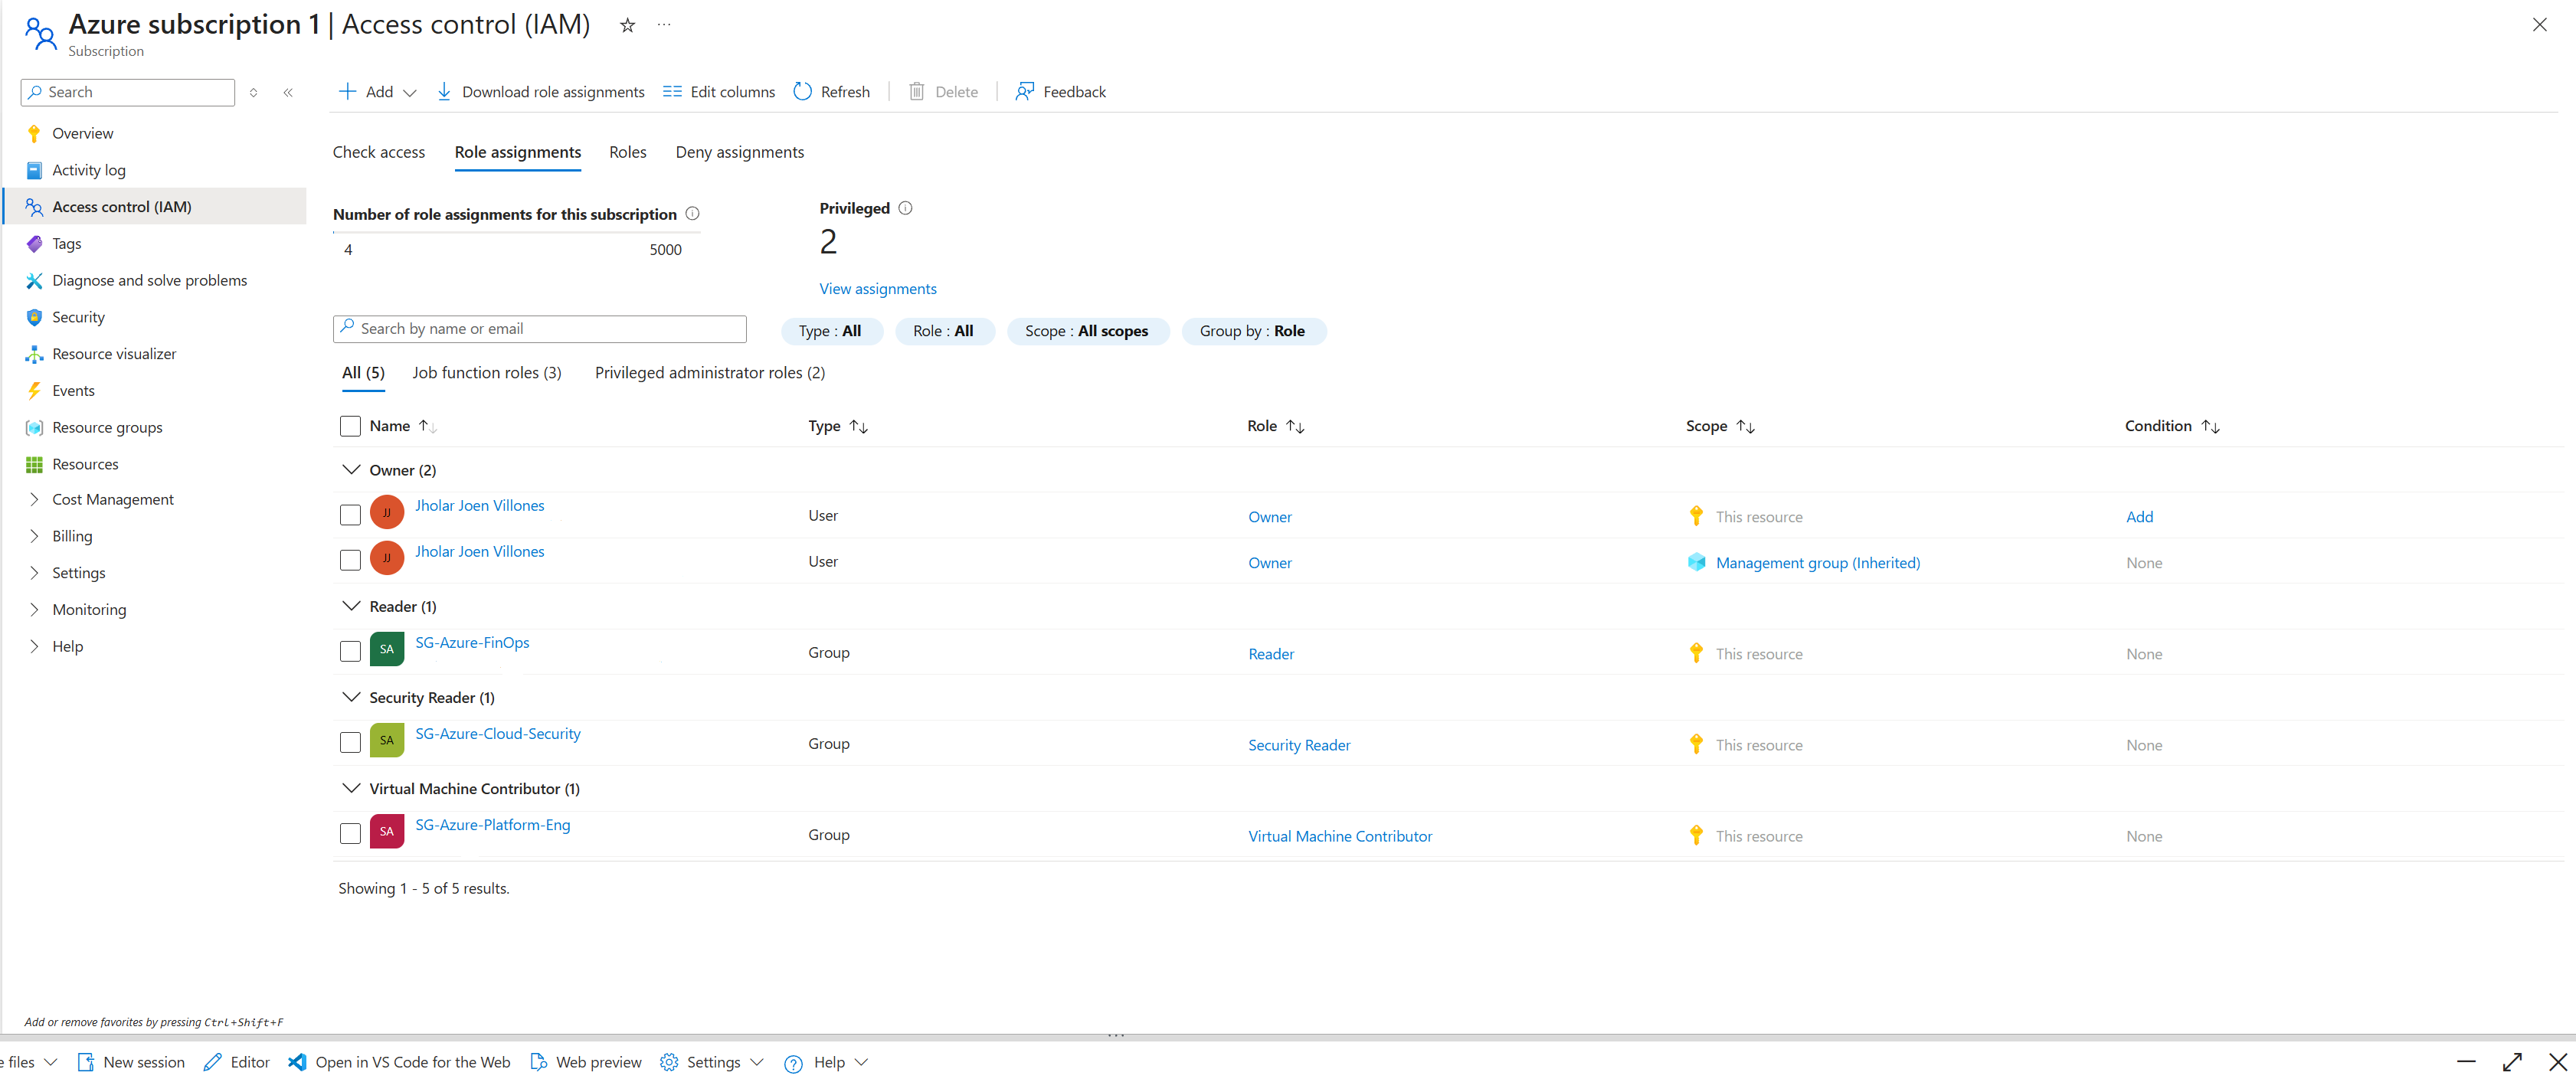 Azure subscription 1 | Access control (IAM) ☆ ···
Subscription
Search
Overview
Activity log
Access control (IAM)
Tags
Diagnose and solve problems
Security
Resource visualizer
Events
Resource groups
Resources
Cost Management
Billing
Settings
Monitoring
Help
Add or remove favorites by pressing Ctrl+Shift+F
Add Download role assignments Edit columns Refresh Delete Feedback
Check access Role assignments Roles Deny assignments
Number of role assignments for this subscription
4 5000
Privileged
2
View assignments
Search by name or email Type : All Role : All Scope : All scopes Group by : Role
All (5) Job function roles (3) Privileged administrator roles (2)
Name Type Role Scope Condition
Owner (2)
JJ Jholar Joen Villones User Owner This resource Add
JJ Jholar Joen Villones User Owner Management group (Inherited) None
Reader (1)
SA SG-Azure-FinOps Group Reader This resource None
Security Reader (1)
SA SG-Azure-Cloud-Security Group Security Reader This resource None
Virtual Machine Contributor (1)
SA SG-Azure-Platform-Eng Group Virtual Machine Contributor This resource None
Showing 1 - 5 of 5 results.
e files New session Editor Open in VS Code for the Web Web preview Settings Help